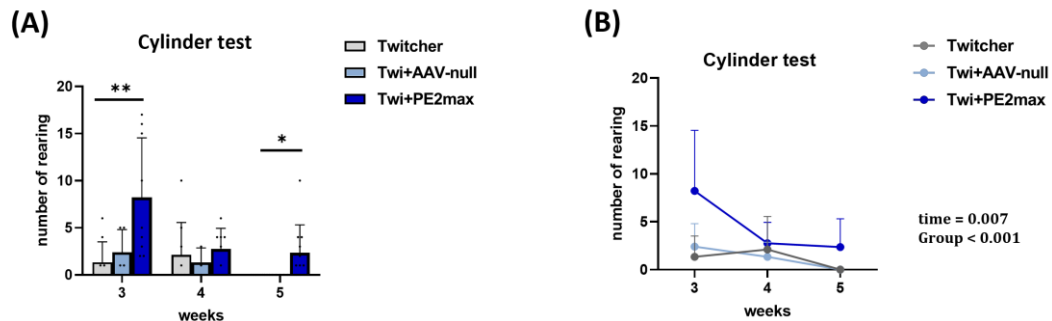 (A)
Cylinder test
Twitcher
Twi+AAV-null
Twi+PE2max
**
*
number of rearing
20
15
10
5
0
3 4 5
weeks
(B)
Cylinder test
Twitcher
Twi+AAV-null
Twi+PE2max
number of rearing
20
15
10
5
0
3 4 5
weeks
time = 0.007
Group < 0.001